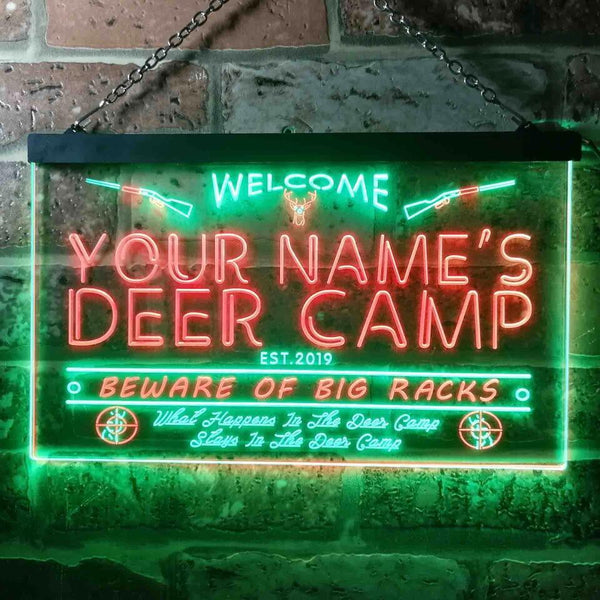 WELCOME
YOUR NAME'S
DEER CAMP
EST.2019
BEWARE OF BIG RACKS
What Happens In The Deer Camp
Stays In The Deer Camp